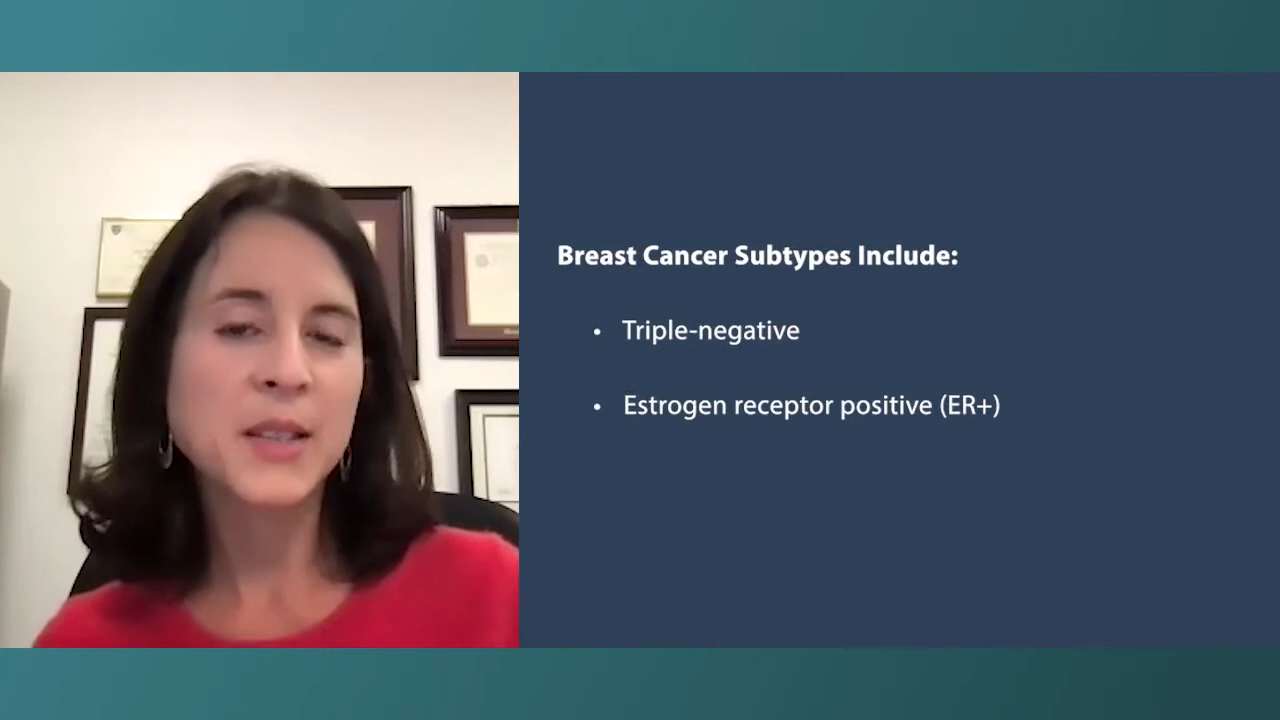 Breast Cancer Subtypes Include:
• Triple-negative
• Estrogen receptor positive (ER+)